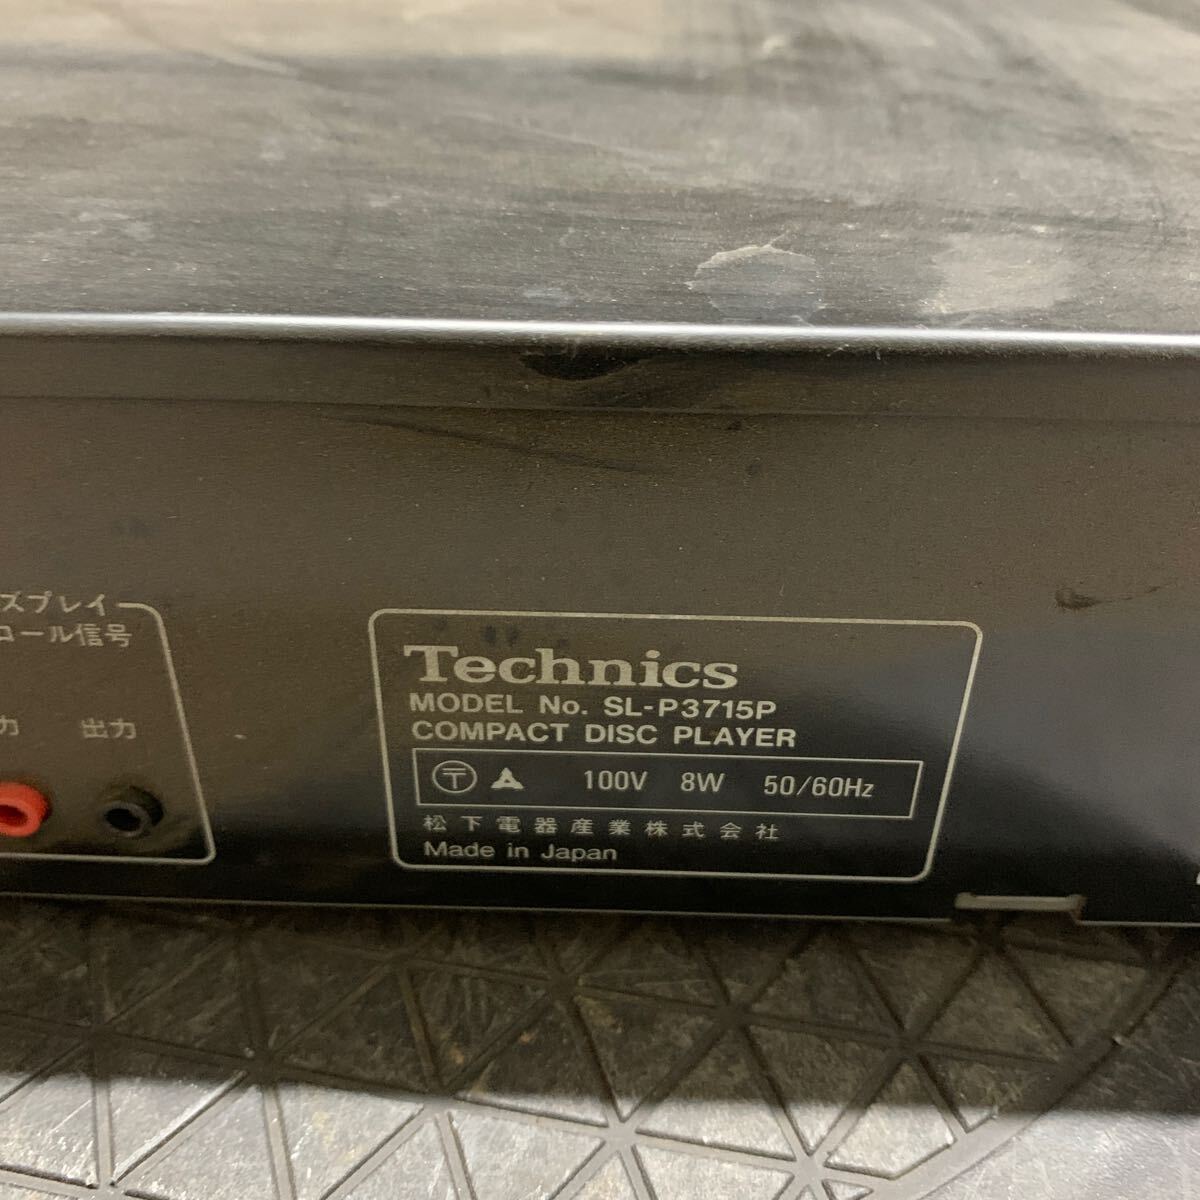 ズプレイ
ロール信号
力 出力
Technics
MODEL No. SL-P3715P
COMPACT DISC PLAYER
〒 100V 8W 50/60Hz
松下電器産業株式会社
Made in Japan